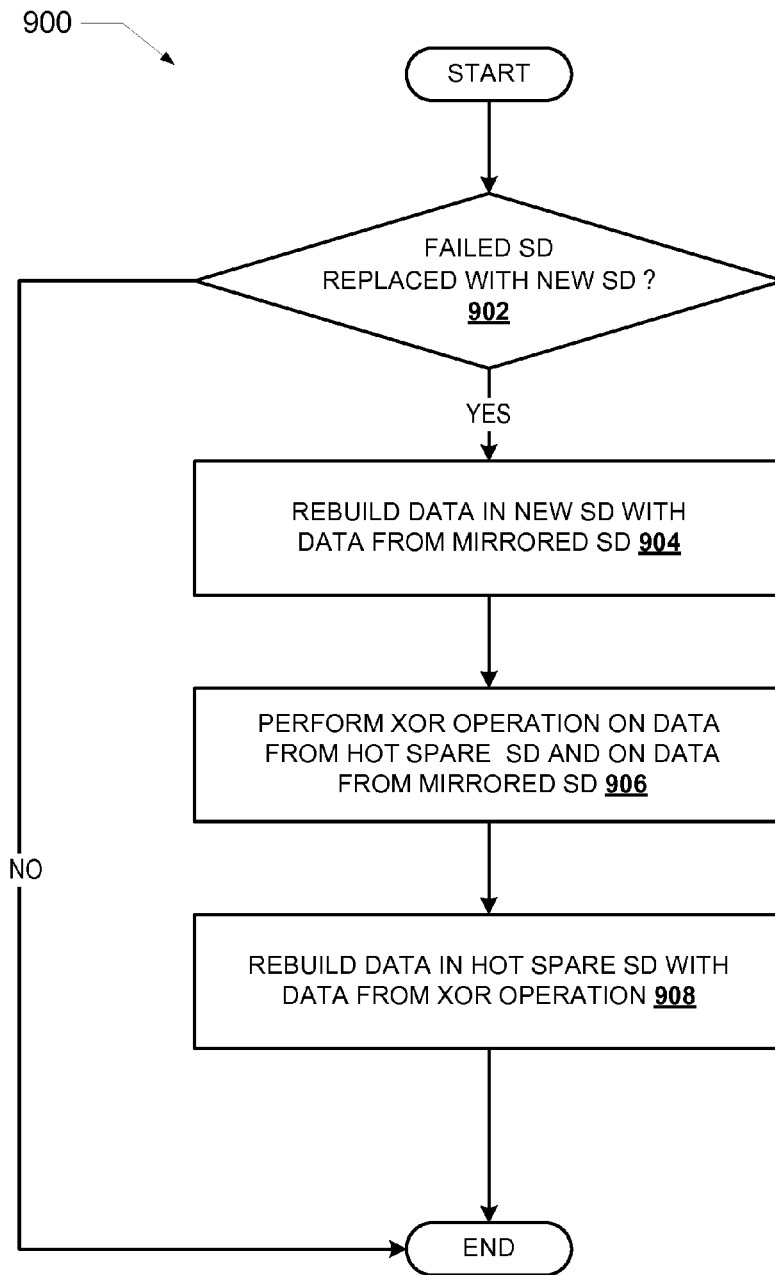 900
START
FAILED SD
REPLACED WITH NEW SD ?
902
YES
REBUILD DATA IN NEW SD WITH
DATA FROM MIRRORED SD 904
PERFORM XOR OPERATION ON DATA
FROM HOT SPARE SD AND ON DATA
FROM MIRRORED SD 906
NO
REBUILD DATA IN HOT SPARE SD WITH
DATA FROM XOR OPERATION 908
END